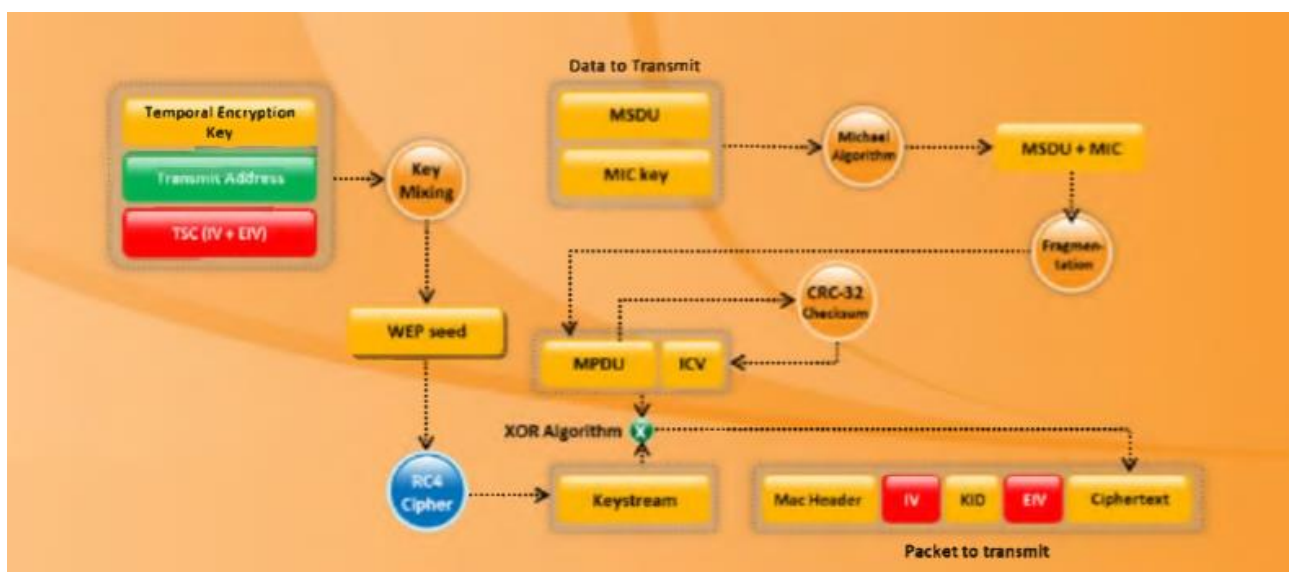 Data to Transmit
Temporal Encryption
Key
Transmit Address
TSC (IV + EIV)
Key
Mixing
MSDU
MIC key
Michael
Algorithm
MSDU + MIC
Fragmen-
tation
CRC-32
Checksum
WEP seed
MPDU
ICV
XOR Algorithm
X
RC4
Cipher
Keystream
Mac Header
IV
KID
EIV
Ciphertext
Packet to transmit